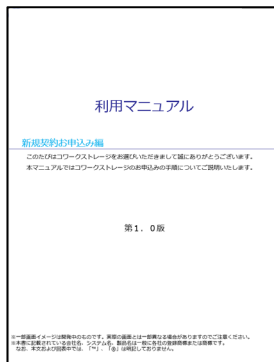 利用マニュアル
新規契約お申込み編
このたびはコワークストレージをお選びいただきまして誠にありがとうございます。
本マニュアルではコワークストレージのお申込みの手順についてご説明いたします。
第1．0版
※一部画面イメージは開発中のものです。実際の画面とは一部異なる場合がありますのでご注意ください。
※本書に記載されている会社名、システム名、製品名は一般に各社の登録商標または商標です。
なお、本文および図表中では、「™」、「®」は明記しておりません。